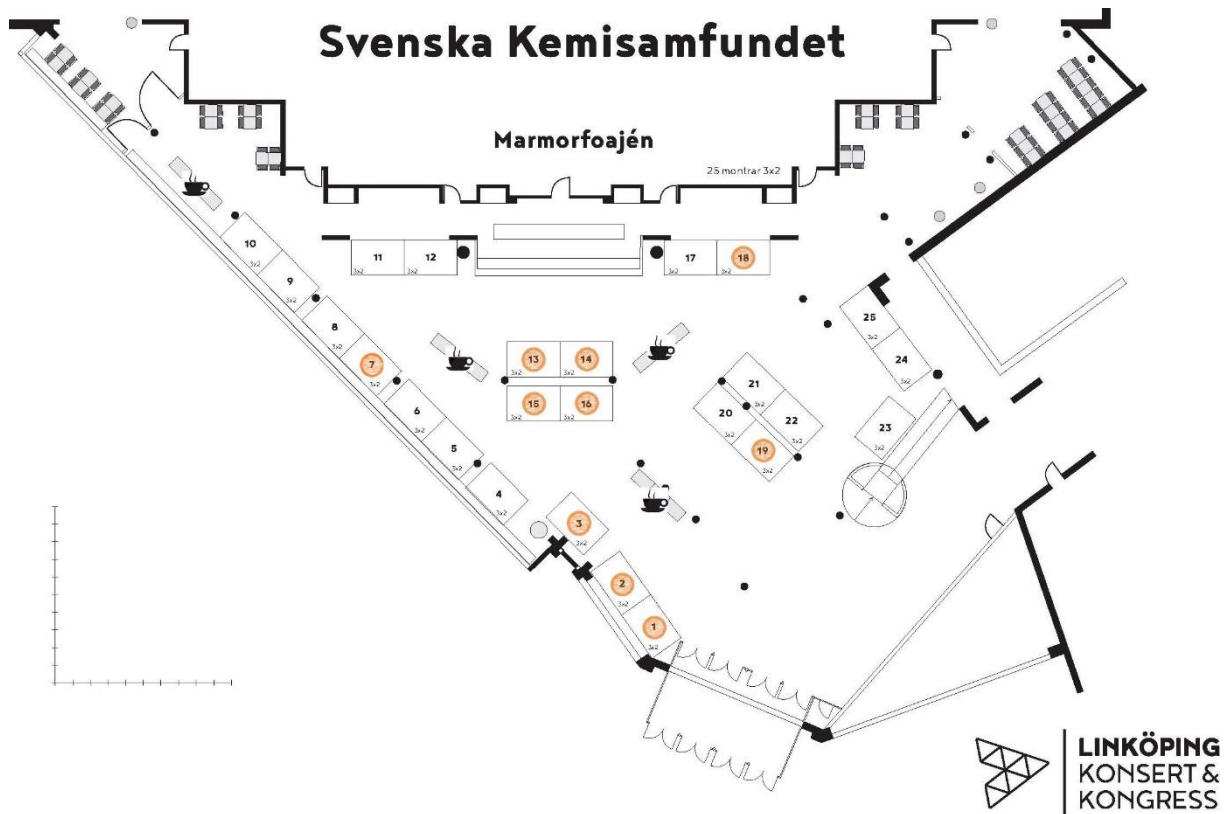 Svenska Kemisamfundet
Marmorfoajén
25 montrar 3x2
10
3x2
9
3x2
8
3x2
7
3x2
6
3x2
5
3x2
4
3x2
3
3x2
2
3x2
1
3x2
11
3x2
12
3x2
17
3x2
18
3x2
13
3x2
14
3x2
15
3x2
16
3x2
21
3x2
22
3x2
20
3x2
19
3x2
25
3x2
24
3x2
23
3x2
LINKÖPING
KONSERT &
KONGRESS